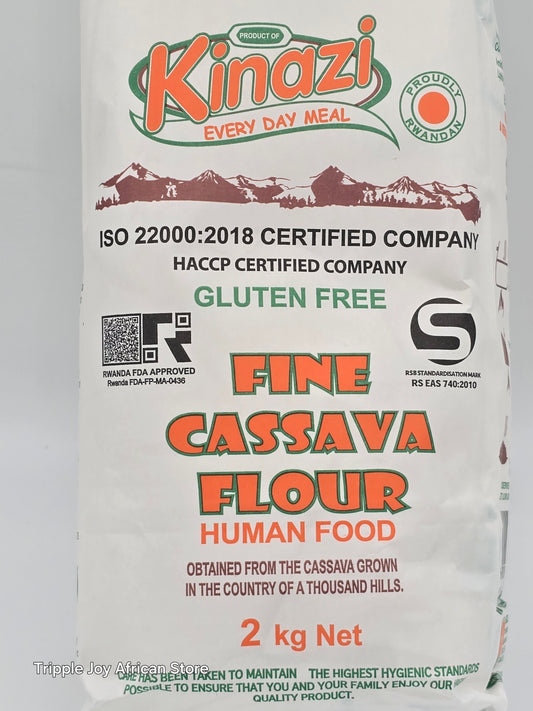 PRODUCT OF
Kinazi
EVERY DAY MEAL
PROUDLY
RWANDAN
ISO 22000:2018 CERTIFIED COMPANY
HACCP CERTIFIED COMPANY
GLUTEN FREE
RWANDA FDA APPROVED
Rwanda FDA-FP-MA-0436
S
RSB STANDARDISATION MARK
RS EAS 740:2010
FINE
CASSAVA
FLOUR
HUMAN FOOD
OBTAINED FROM THE CASSAVA GROWN
IN THE COUNTRY OF A THOUSAND HILLS.
2 kg Net
Tripple Joy African Store
CARE HAS BEEN TAKEN TO MAINTAIN THE HIGHEST HYGIENIC STANDARDS
POSSIBLE TO ENSURE THAT YOU AND YOUR FAMILY ENJOY OUR
QUALITY PRODUCT.